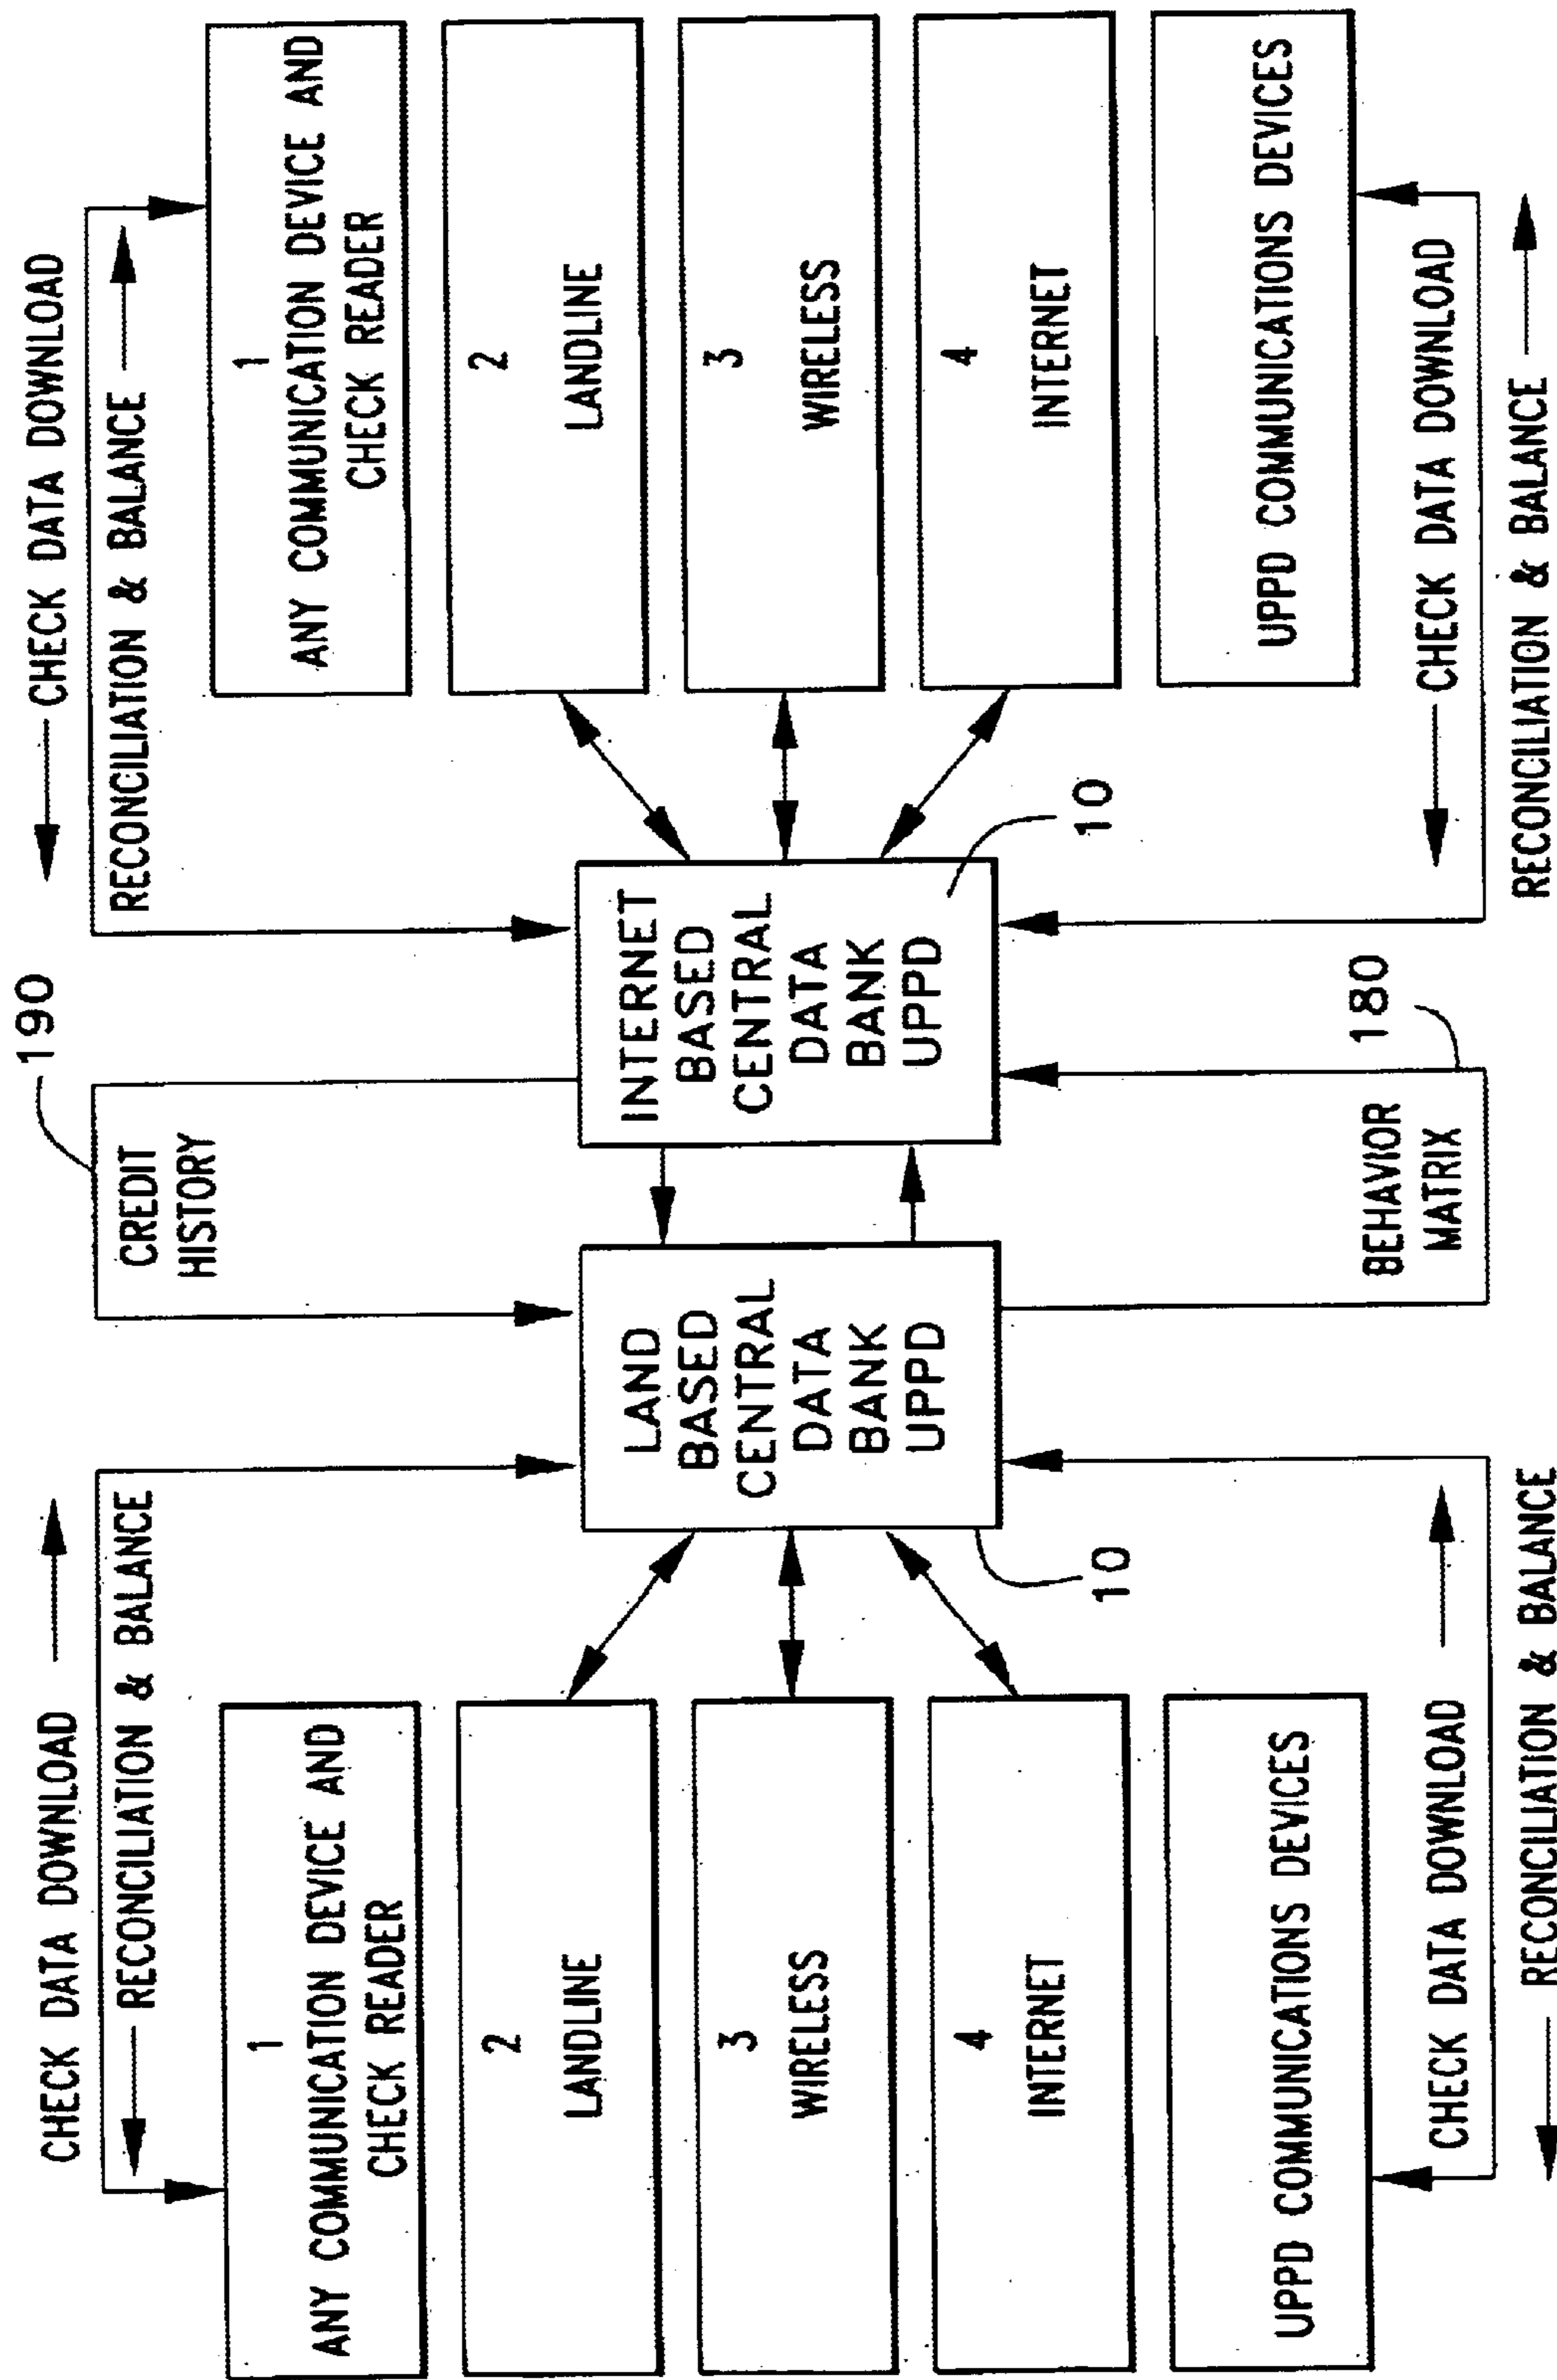 CHECK DATA DOWNLOAD
RECONCILIATION & BALANCE
1
ANY COMMUNICATION DEVICE AND
CHECK READER
2
LANDLINE
3
WIRELESS
4
INTERNET
UPPD COMMUNICATIONS DEVICES
CHECK DATA DOWNLOAD
RECONCILIATION & BALANCE
LAND
BASED
CENTRAL
DATA
BANK
UPPD
10
CREDIT
HISTORY
190
BEHAVIOR
MATRIX
180
INTERNET
BASED
CENTRAL
DATA
BANK
UPPD
10
CHECK DATA DOWNLOAD
RECONCILIATION & BALANCE
1
ANY COMMUNICATION DEVICE AND
CHECK READER
2
LANDLINE
3
WIRELESS
4
INTERNET
UPPD COMMUNICATIONS DEVICES
CHECK DATA DOWNLOAD
RECONCILIATION & BALANCE